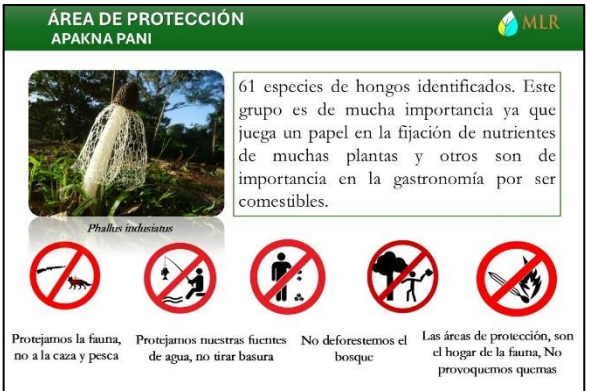 ÁREA DE PROTECCIÓN
APAKNA PANI
MLR
61 especies de hongos identificados. Este
grupo es de mucha importancia ya que
juega un papel en la fijación de nutrientes
de muchas plantas y otros son de
importancia en la gastronomía por ser
comestibles.
Phallus indusiatus
Protejamos la fauna,
no a la caza y pesca
Protejamos nuestras fuentes
de agua, no tirar basura
No deforestemos el
bosque
Las áreas de protección, son
el hogar de la fauna, No
provoquemos quemas